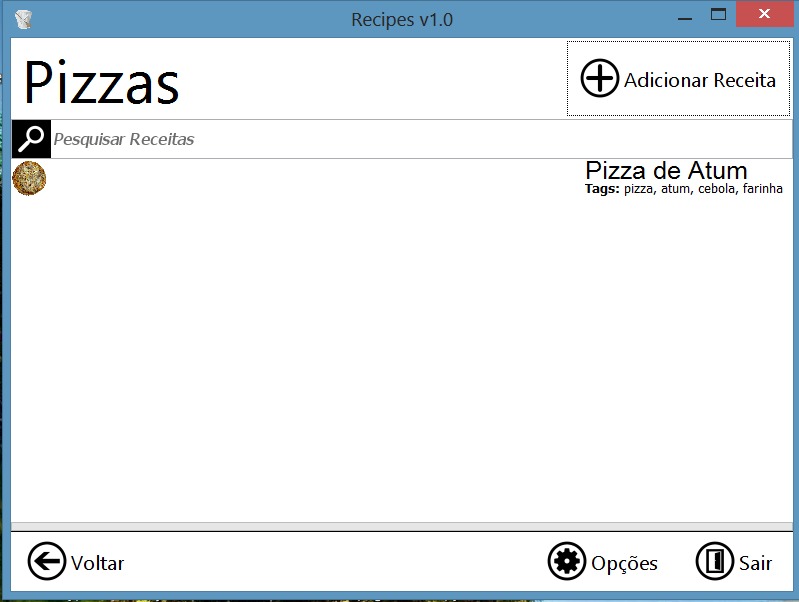 Recipes v1.0
Pizzas
Adicionar Receita
Pesquisar Receitas
Pizza de Atum
Tags: pizza, atum, cebola, farinha
Voltar
Opções
Sair